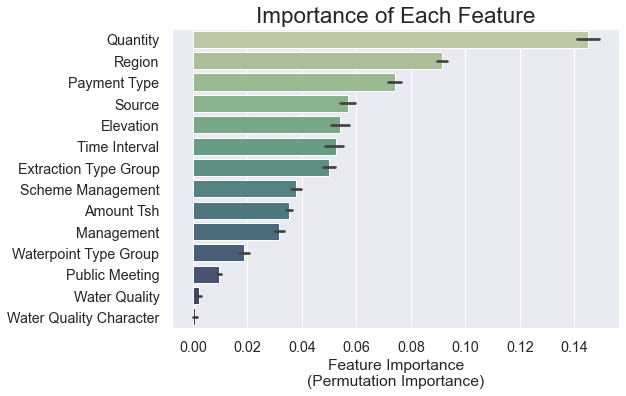 Importance of Each Feature
Quantity
Region
Payment Type
Source
Elevation
Time Interval
Extraction Type Group
Scheme Management
Amount Tsh
Management
Waterpoint Type Group
Public Meeting
Water Quality
Water Quality Character
0.00 0.02 0.04 0.06 0.08 0.10 0.12 0.14
Feature Importance
(Permutation Importance)